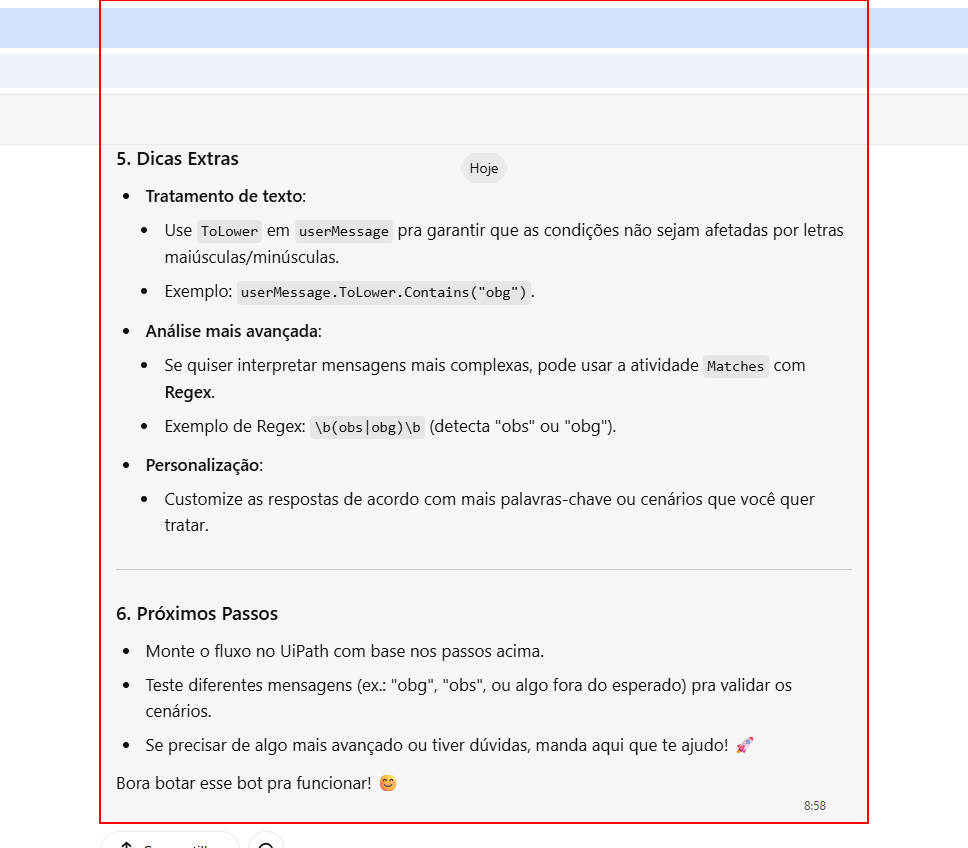 5. Dicas Extras
Hoje
Tratamento de texto:
Use ToLower em userMessage pra garantir que as condições não sejam afetadas por letras
maiúsculas/minúsculas.
Exemplo: userMessage.ToLower.Contains("obg").
Análise mais avançada:
Se quiser interpretar mensagens mais complexas, pode usar a atividade Matches com
Regex.
Exemplo de Regex: \b(obs|obg)\b (detecta "obs" ou "obg").
Personalização:
Customize as respostas de acordo com mais palavras-chave ou cenários que você quer
tratar.
6. Próximos Passos
Monte o fluxo no UiPath com base nos passos acima.
Teste diferentes mensagens (ex.: "obg", "obs", ou algo fora do esperado) pra validar os
cenários.
Se precisar de algo mais avançado ou tiver dúvidas, manda aqui que te ajudo! 🚀
Bora botar esse bot pra funcionar! 😊
8:58